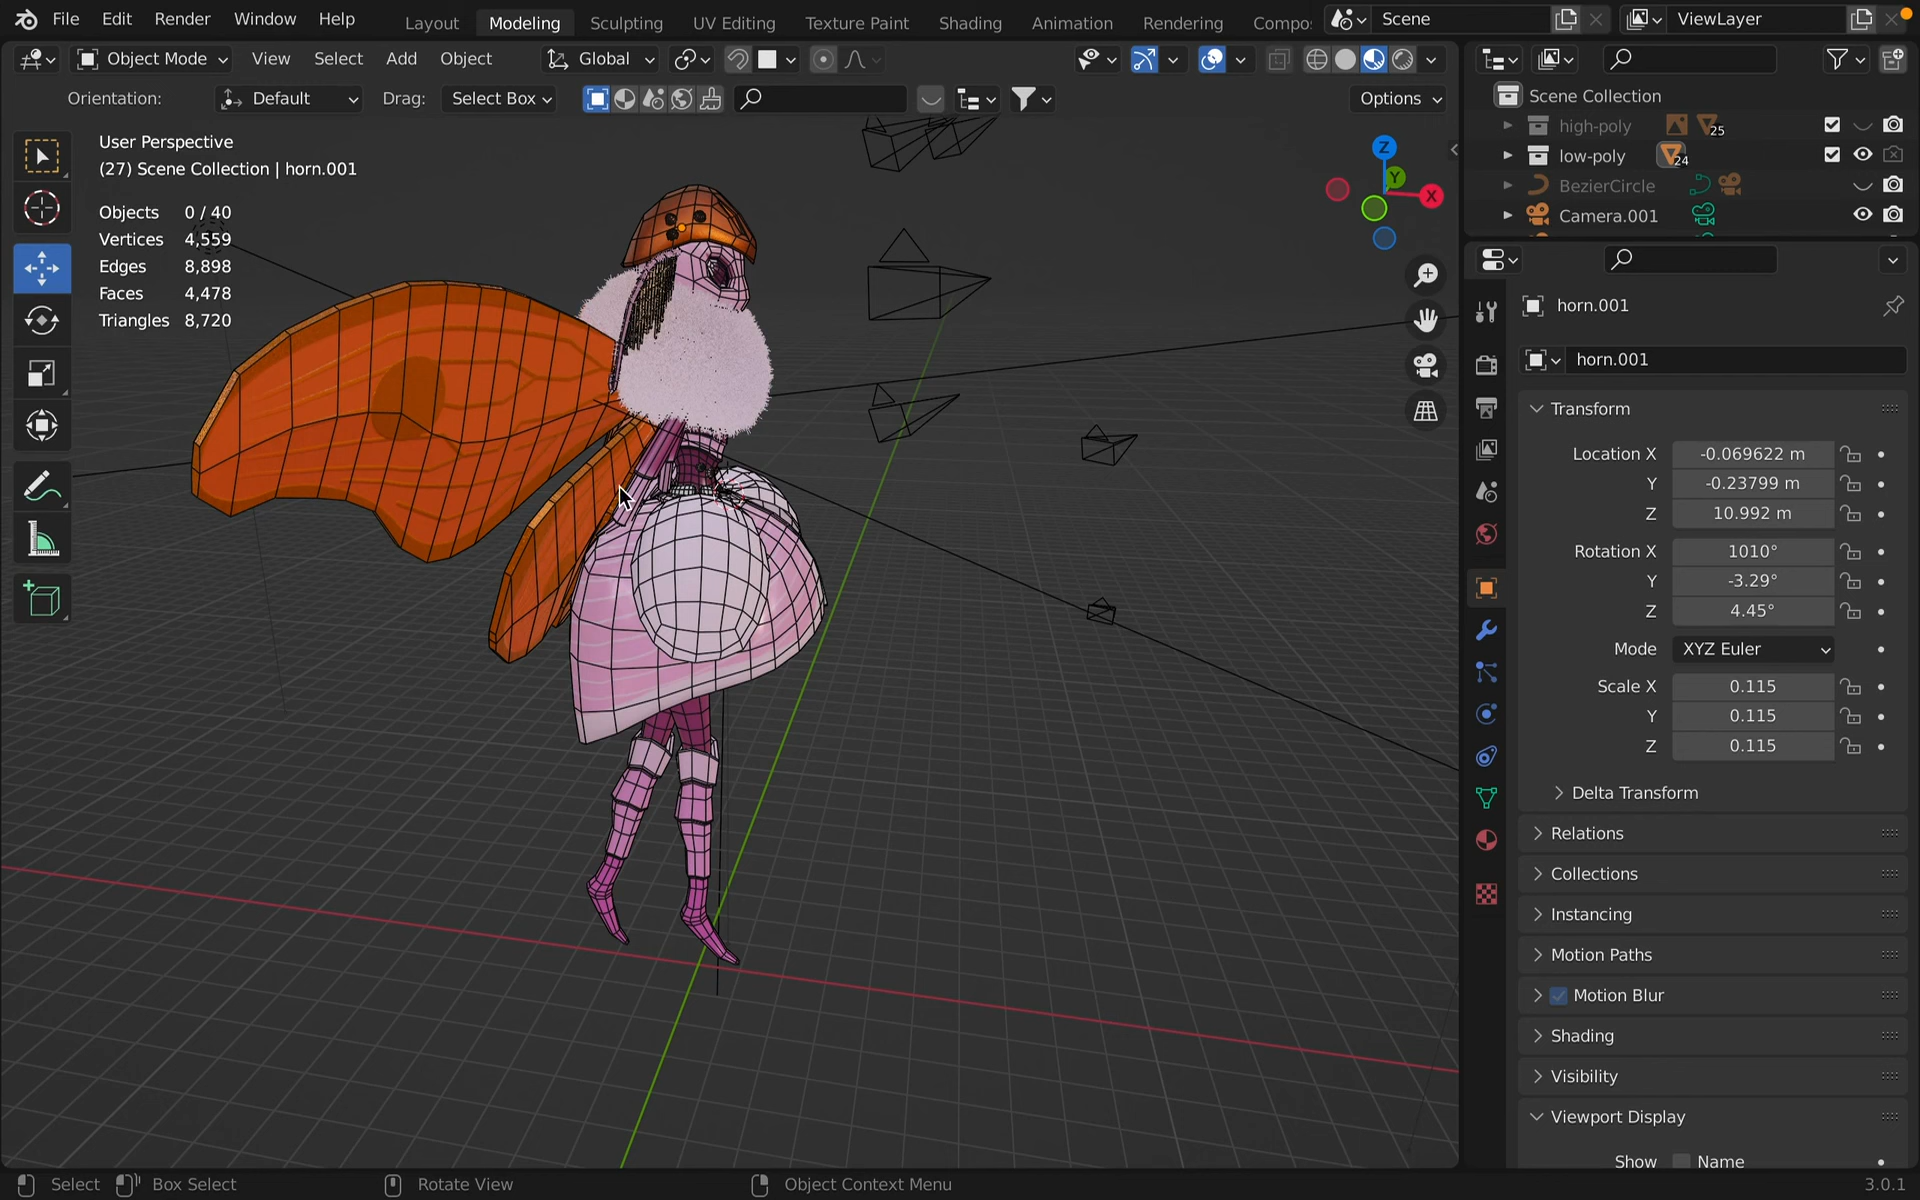 File Edit Render Window Help Layout Modeling Sculpting UV Editing Texture Paint Shading Animation Rendering Compo Scene ViewLayer
Object Mode View Select Add Object Global
Orientation: Default Drag: Select Box Options
User Perspective
(27) Scene Collection | horn.001
Objects 0 / 40
Vertices 4,559
Edges 8,898
Faces 4,478
Triangles 8,720
Z
Y
X
Scene Collection
high-poly 25
low-poly 24
BezierCircle
Camera.001
horn.001
horn.001
Transform
Location X -0.069622 m
Y -0.23799 m
Z 10.992 m
Rotation X 1010°
Y -3.29°
Z 4.45°
Mode XYZ Euler
Scale X 0.115
Y 0.115
Z 0.115
Delta Transform
Relations
Collections
Instancing
Motion Paths
Motion Blur
Shading
Visibility
Viewport Display
Show Name
Select Box Select Rotate View Object Context Menu 3.0.1